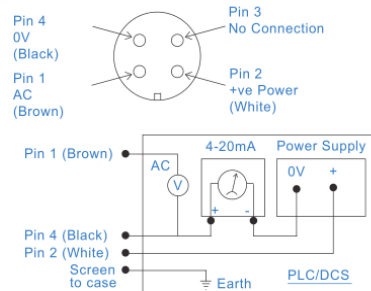 Pin 4
0V
(Black)
Pin 3
No Connection
Pin 1
AC
(Brown)
Pin 2
+ve Power
(White)
Pin 1 (Brown)
AC
V
4-20mA
Power Supply
0V +
+ -
Pin 4 (Black)
Pin 2 (White)
Screen
to case
Earth
PLC/DCS